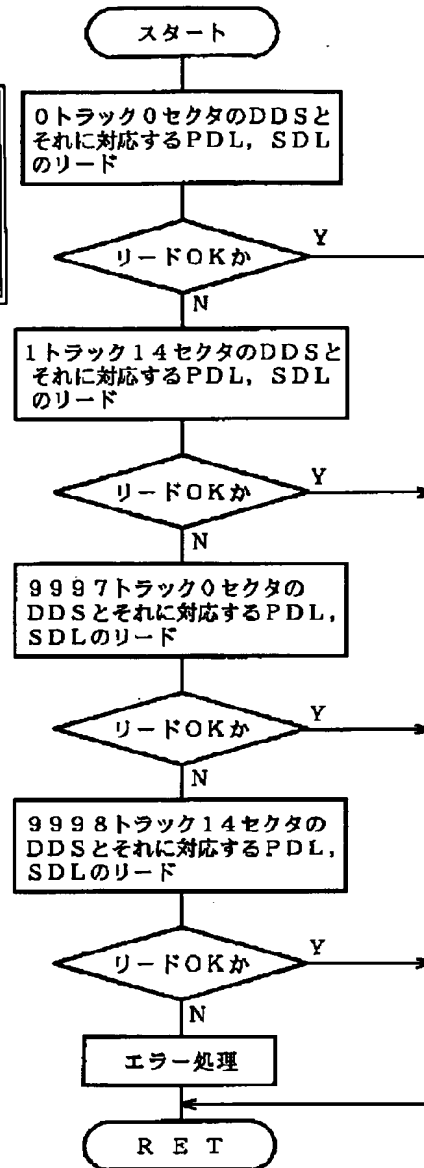 スタート
0トラック0セクタのDDSと
それに対応するPDL，SDL
のリード
リードOKか
Y
N
1トラック14セクタのDDSと
それに対応するPDL，SDL
のリード
リードOKか
Y
N
9997トラック0セクタの
DDSとそれに対応するPDL，
SDLのリード
リードOKか
Y
N
9998トラック14セクタの
DDSとそれに対応するPDL，
SDLのリード
リードOKか
Y
N
エラー処理
RET